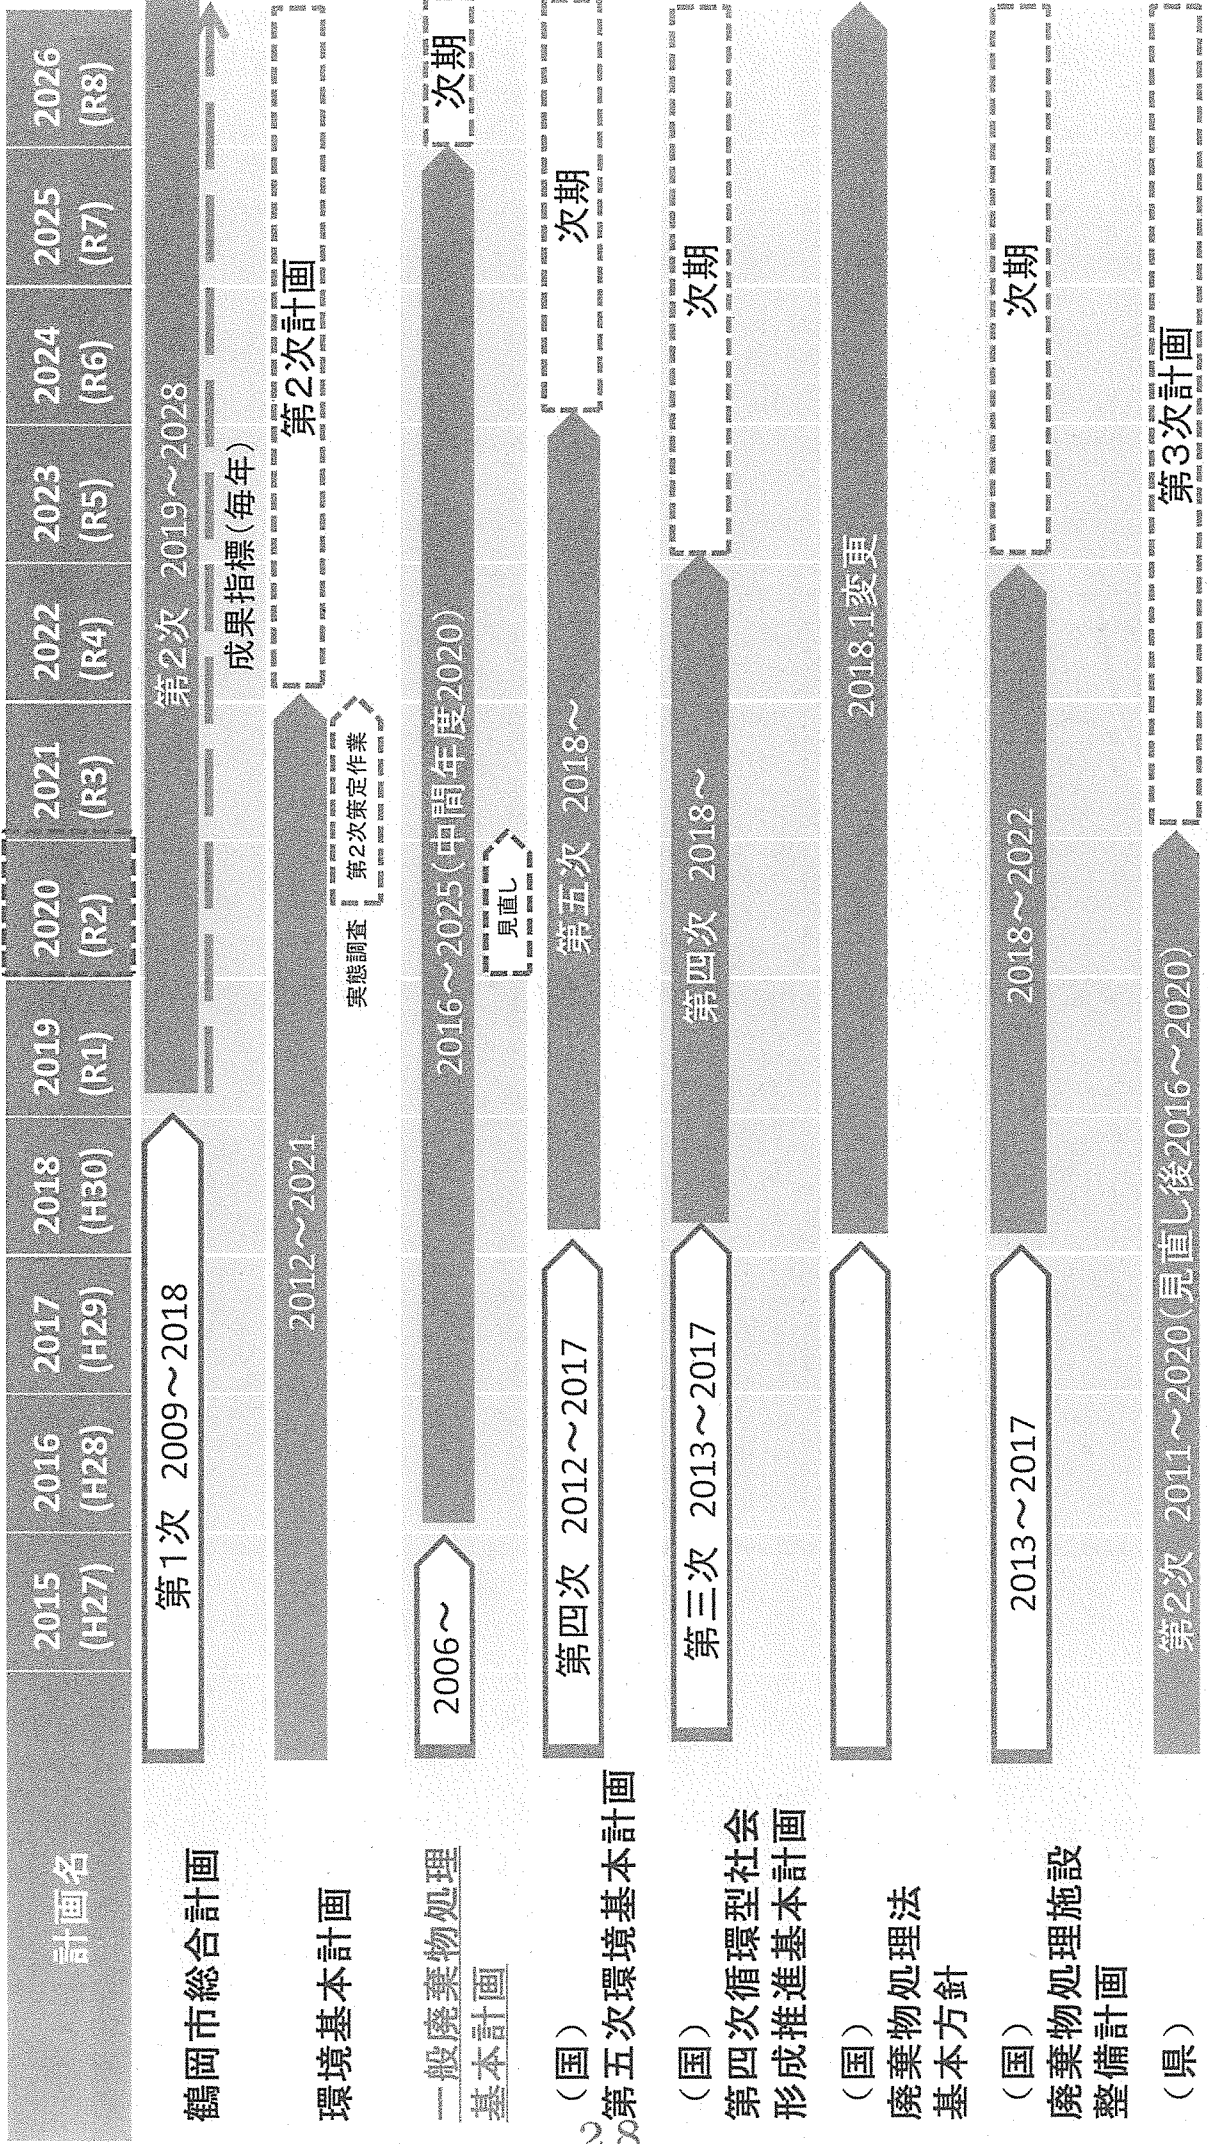 計画名
2015
(H27)
2016
(H28)
2017
(H29)
2018
(H30)
2019
(R1)
2020
(R2)
2021
(R3)
2022
(R4)
2023
(R5)
2024
(R6)
2025
(R7)
2026
(R8)
鶴岡市総合計画
第1次 2009～2018
第2次 2019～2028
成果指標(毎年)
環境基本計画
2012～2021
第2次計画
実態調査
第2次策定作業
一般廃棄物処理
基本計画
2006～
2016～2025(中間年度2020)
次期
見直し
(国)
第五次環境基本計画
第四次 2012～2017
第五次 2018～
次期
(国)
第四次循環型社会
形成推進基本計画
第三次 2013～2017
第四次 2018～
次期
(国)
廃棄物処理法
基本方針
2018.1変更
(国)
廃棄物処理施設
整備計画
2013～2017
2018～2022
次期
(県)
第2次 2011～2020(見直し後2016～2020)
第3次計画
28